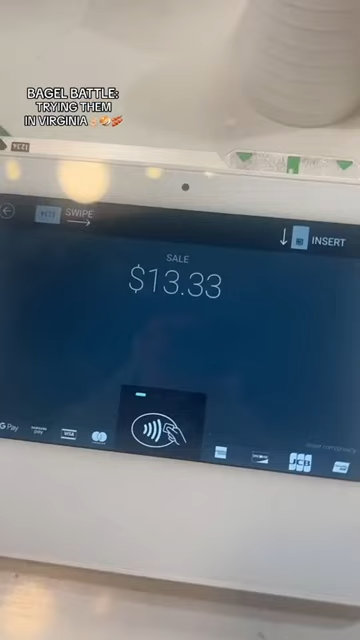 BAGEL BATTLE:
TRYING THEM
IN VIRGINIA
SWIPE
INSERT
SALE
$13.33
G Pay
VISA
JCB